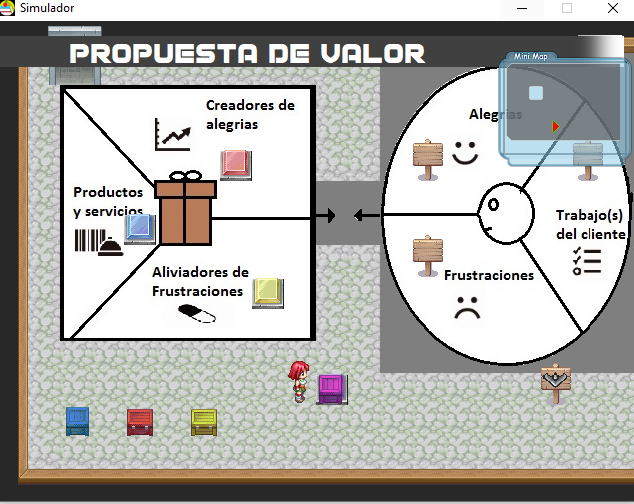 Simulador
PROPUESTA DE VALOR
Mini Map
Creadores de
alegrias
Alegrias
Productos
y servicios
Trabajo(s)
del cliente
Aliviadores de
Frustraciones
Frustraciones